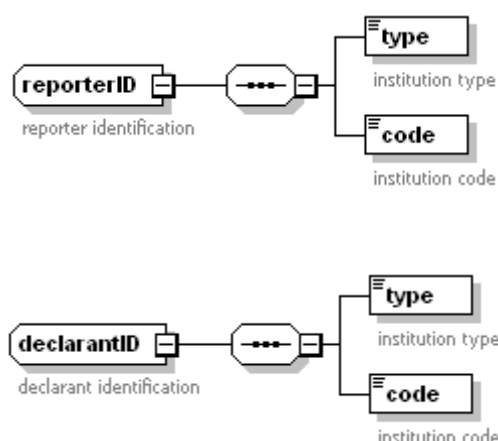 type
institution type
reporterID
reporter identification
code
institution code
type
institution type
declarantID
declarant identification
code
institution code